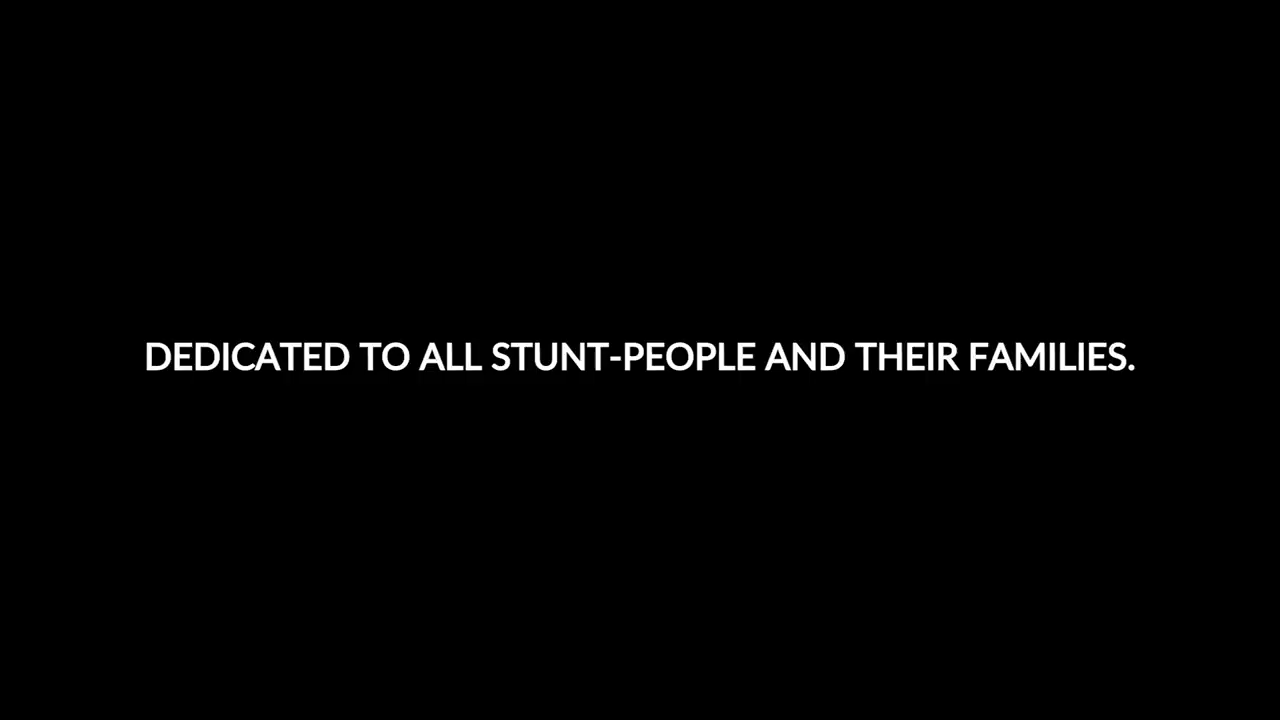 DEDICATED TO ALL STUNT-PEOPLE AND THEIR FAMILIES.